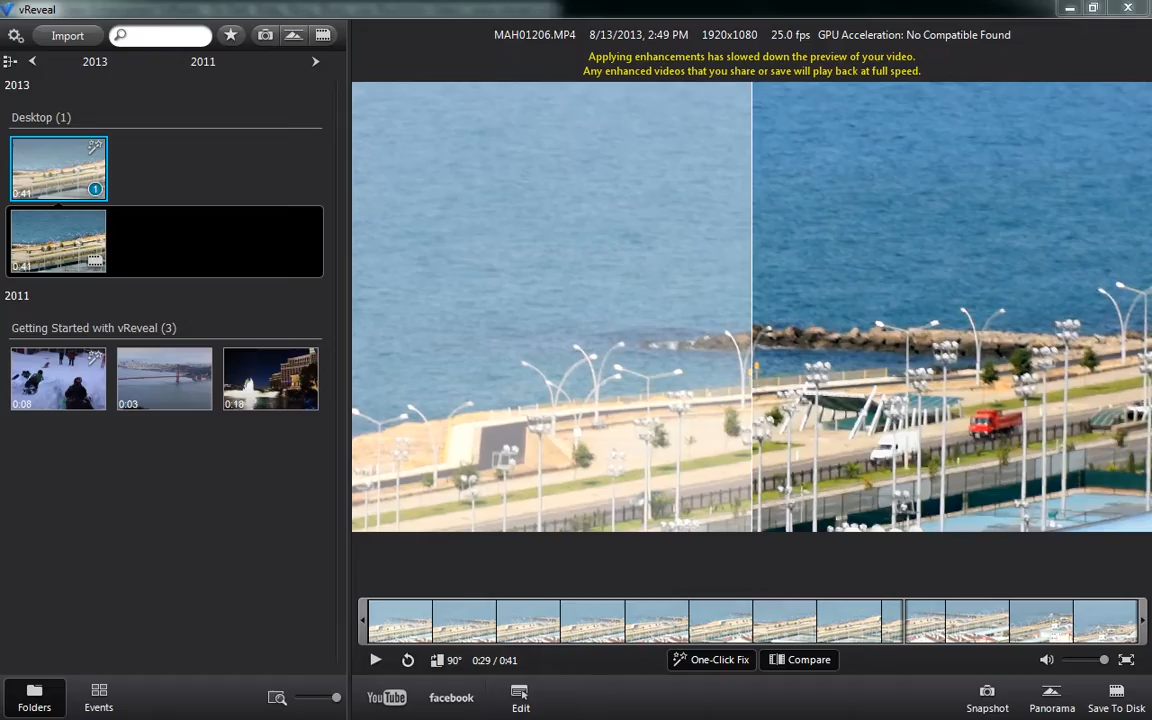 vReveal
Import
2013
2011
MAH01206.MP4 8/13/2013, 2:49 PM 1920x1080 25.0 fps GPU Acceleration: No Compatible Found
Applying enhancements has slowed down the preview of your video.
Any enhanced videos that you share or save will play back at full speed.
2013
Desktop (1)
0:41
1
0:41
2011
Getting Started with vReveal (3)
0:08
0:03
0:18
90°
0:29 / 0:41
One-Click Fix
Compare
Folders
Events
YouTube
facebook
Edit
Snapshot
Panorama
Save To Disk